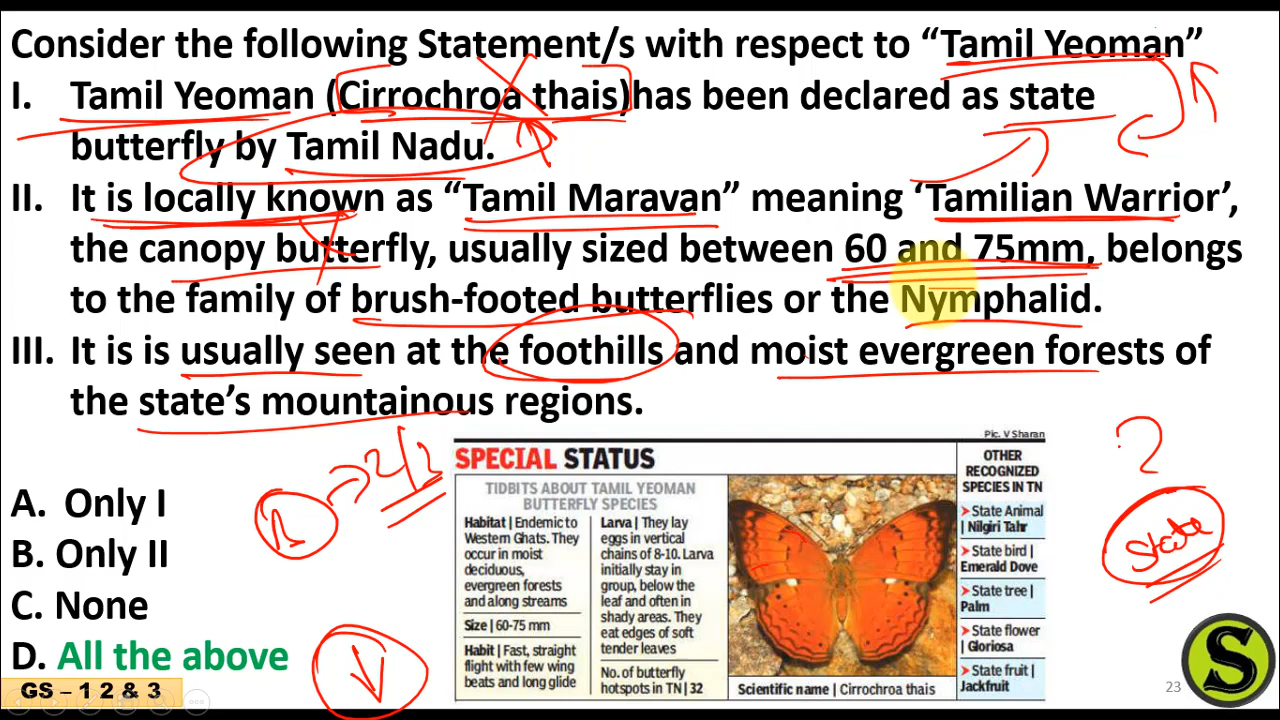 Consider the following Statement/s with respect to “Tamil Yeoman”
I. Tamil Yeoman (Cirrochroa thais)has been declared as state
butterfly by Tamil Nadu.
II. It is locally known as “Tamil Maravan” meaning ‘Tamilian Warrior’,
the canopy butterfly, usually sized between 60 and 75mm, belongs
to the family of brush-footed butterflies or the Nymphalid.
III. It is is usually seen at the foothills and moist evergreen forests of
the state’s mountainous regions.
A. Only I
B. Only II
C. None
D. All the above
GS – 1 2 & 3
2/3
Pic. V Sharan
SPECIAL STATUS
TIDBITS ABOUT TAMIL YEOMAN
BUTTERFLY SPECIES
Habitat | Endemic to
Western Ghats. They
occur in moist
deciduous,
evergreen forests
and along streams
Size | 60-75 mm
Habit | Fast, straight
flight with few wing
beats and long glide
Larva | They lay
eggs in vertical
chains of 8-10. Larva
initially stay in
group, below the
leaf and often in
shady areas. They
eat edges of soft
tender leaves
No. of butterfly
hotspots in TN | 32
Scientific name | Cirrochroa thais
OTHER
RECOGNIZED
SPECIES IN TN
➤ State Animal
| Nilgiri Tahr
➤ State bird |
Emerald Dove
➤ State tree |
Palm
➤ State flower
| Gloriosa
➤ State fruit |
Jackfruit
?
State
S
23